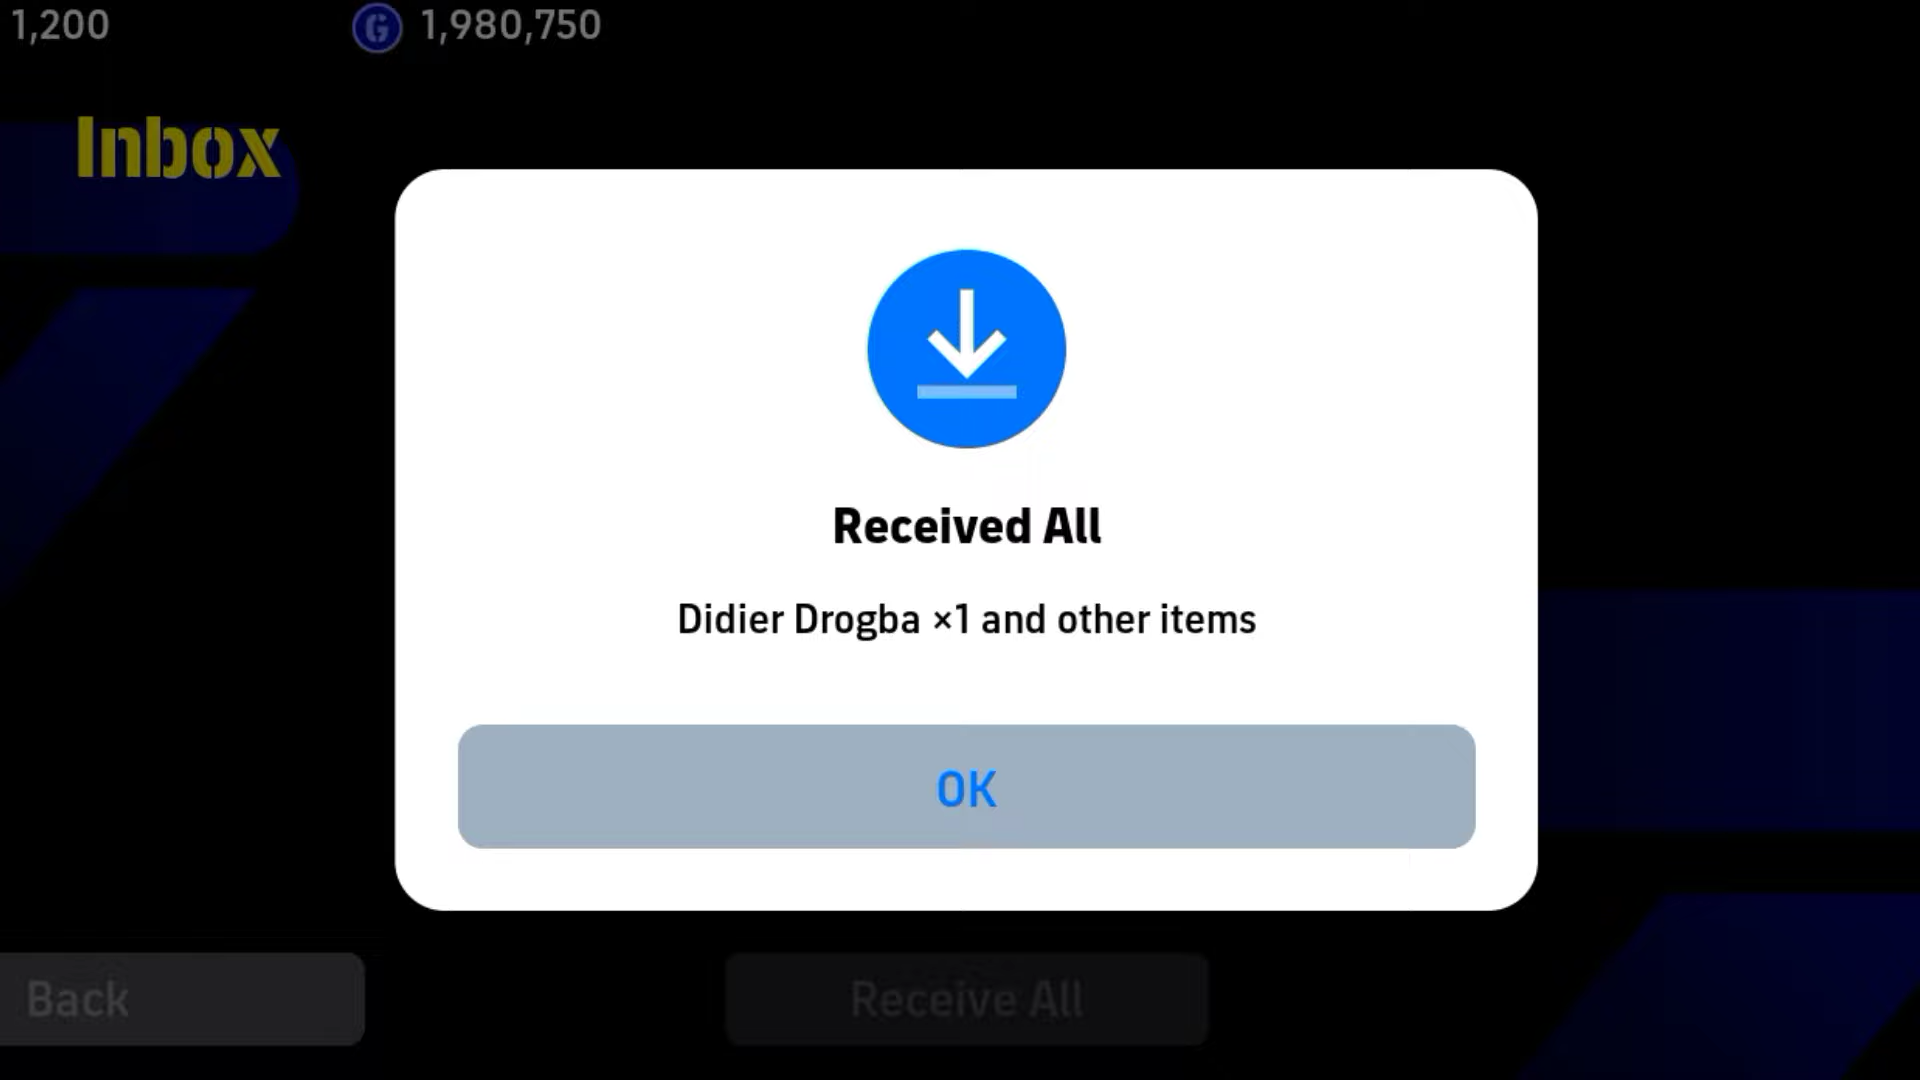 1,200
G 1,980,750
Inbox
Received All
Didier Drogba ×1 and other items
OK
Back
Receive All